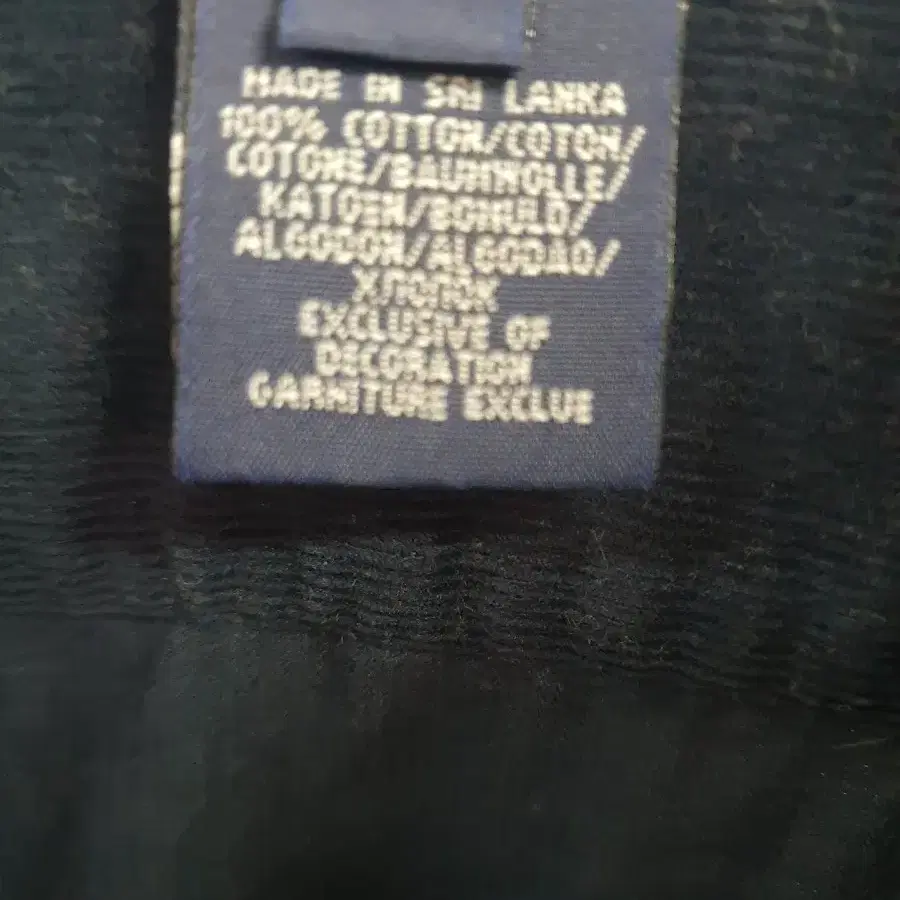 MADE IN SRI LANKA
100% COTTON/COTON/
COTONE/BAUMWOLLE/
KATOEN/BOMULD/
ALGODON/ALGODAO/
ХЛОПОК
EXCLUSIVE OF
DECORATION
GARNITURE EXCLUE